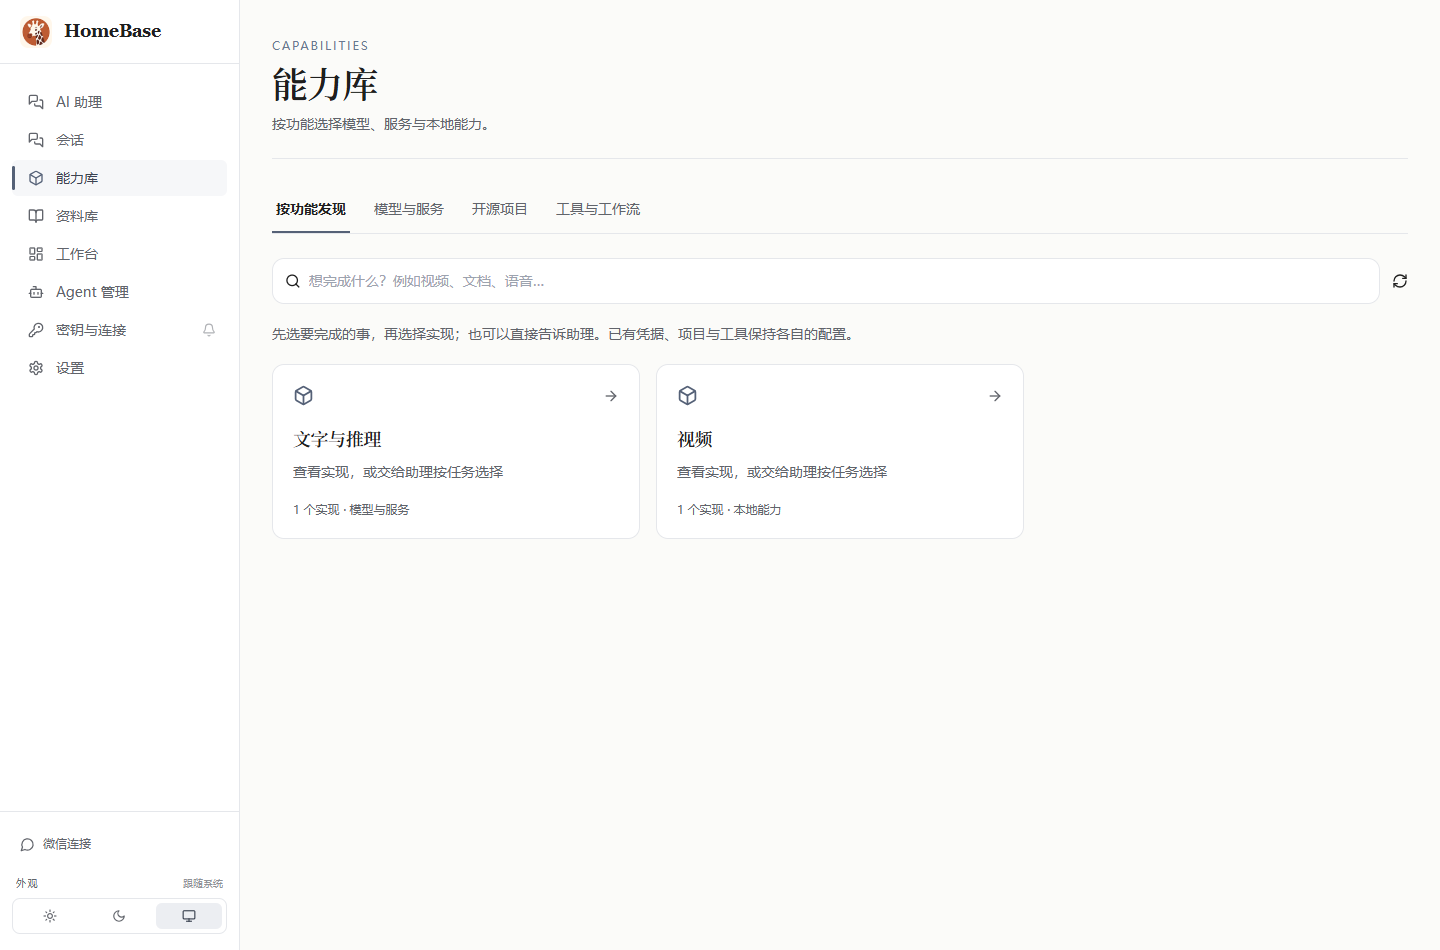 HomeBase
AI 助理
会话
能力库
资料库
工作台
Agent 管理
密钥与连接
设置
微信连接
外观
跟随系统
CAPABILITIES
能力库
按功能选择模型、服务与本地能力。
按功能发现
模型与服务
开源项目
工具与工作流
想完成什么？例如视频、文档、语音...
先选要完成的事，再选择实现；也可以直接告诉助理。已有凭据、项目与工具保持各自的配置。
文字与推理
查看实现，或交给助理按任务选择
1 个实现 · 模型与服务
视频
查看实现，或交给助理按任务选择
1 个实现 · 本地能力